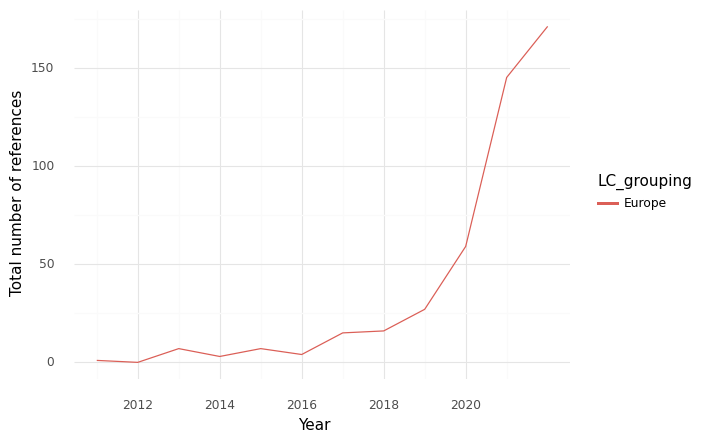 Total number of references
150
100
50
0
2012 2014 2016 2018 2020
Year
LC_grouping
Europe